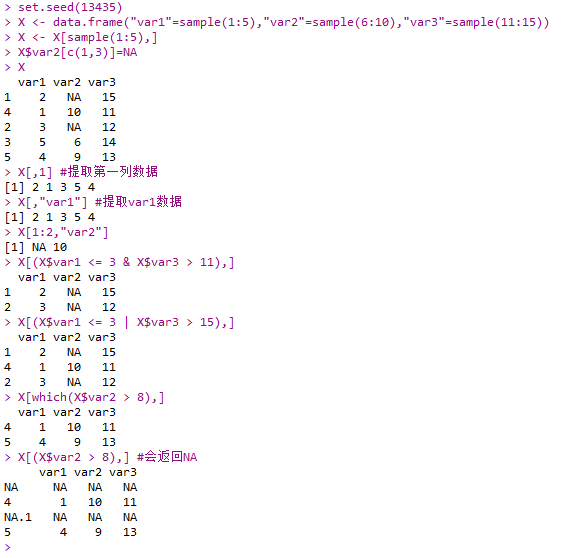 > set.seed(13435)
> X <- data.frame("var1"=sample(1:5),"var2"=sample(6:10),"var3"=sample(11:15))
> X <- X[sample(1:5),]
> X$var2[c(1,3)]=NA
> X
  var1 var2 var3
1    2   NA   15
4    1   10   11
2    3   NA   12
3    5    6   14
5    4    9   13
> X[,1] #提取第一列数据
[1] 2 1 3 5 4
> X[,"var1"] #提取var1数据
[1] 2 1 3 5 4
> X[1:2,"var2"]
[1] NA 10
> X[(X$var1 <= 3 & X$var3 > 11),]
  var1 var2 var3
1    2   NA   15
2    3   NA   12
> X[(X$var1 <= 3 | X$var3 > 15),]
  var1 var2 var3
1    2   NA   15
4    1   10   11
2    3   NA   12
> X[which(X$var2 > 8),]
  var1 var2 var3
4    1   10   11
5    4    9   13
> X[(X$var2 > 8),] #会返回NA
     var1 var2 var3
NA     NA   NA   NA
4       1   10   11
NA.1   NA   NA   NA
5       4    9   13
>